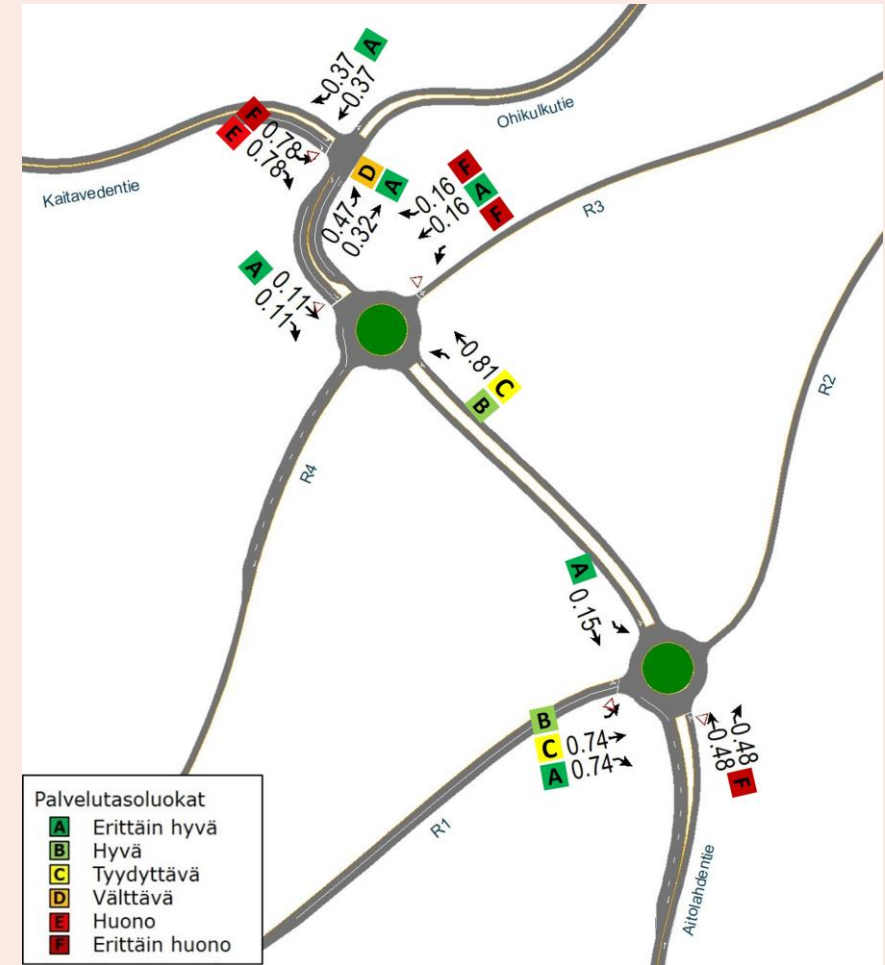 A
0.37
0.37
Ohikulkutie
F
E
0.78
0.78
Kaitavedentie
D
A
0.47
0.32
F
A
F
0.16
0.16
R3
A
0.11
0.11
0.81
C
B
R2
R4
A
0.15
B
C 0.74
A 0.74
0.48
0.48
F
R1
Aitolahdentie
Palvelutasoluokat
A Erittäin hyvä
B Hyvä
C Tyydyttävä
D Välttävä
E Huono
F Erittäin huono